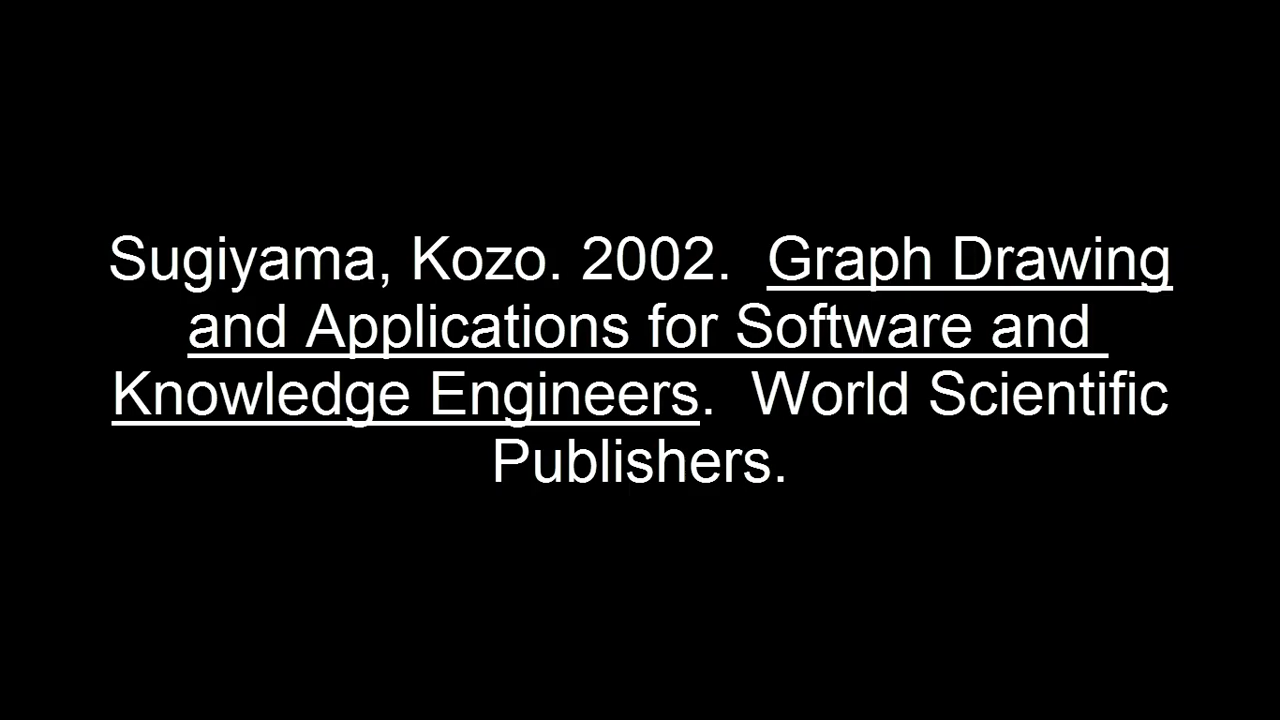 Sugiyama, Kozo. 2002.  Graph Drawing
and Applications for Software and
Knowledge Engineers.  World Scientific
Publishers.